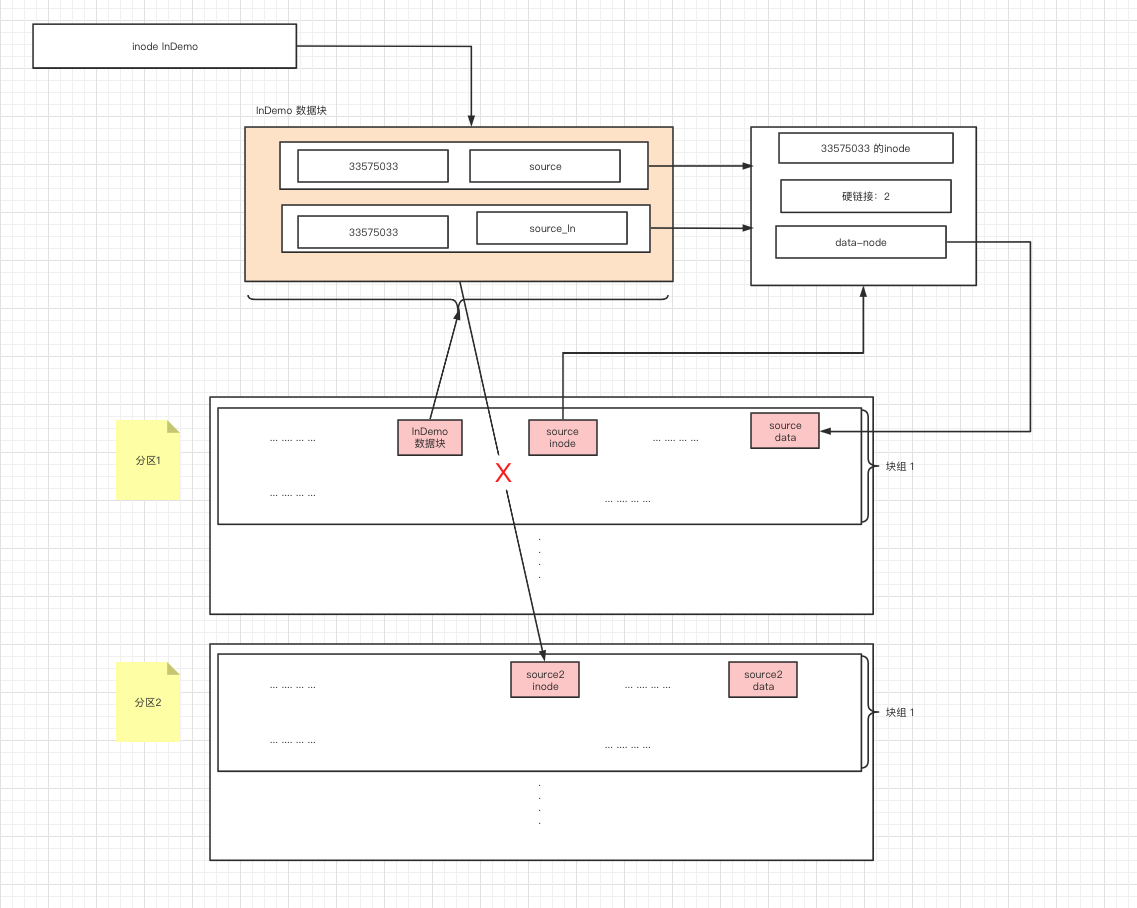 inode lnDemo
lnDemo 数据块
33575033
source
33575033
source_ln
33575033 的inode
硬链接：2
data-node
分区1
... .... ... ...
lnDemo
数据块
source
inode
... .... ... ...
source
data
块组 1
... .... ... ...
X
... .... ... ...
.
.
.
.
分区2
... .... ... ...
source2
inode
... .... ... ...
source2
data
块组 1
... .... ... ...
... .... ... ...
.
.
.
.